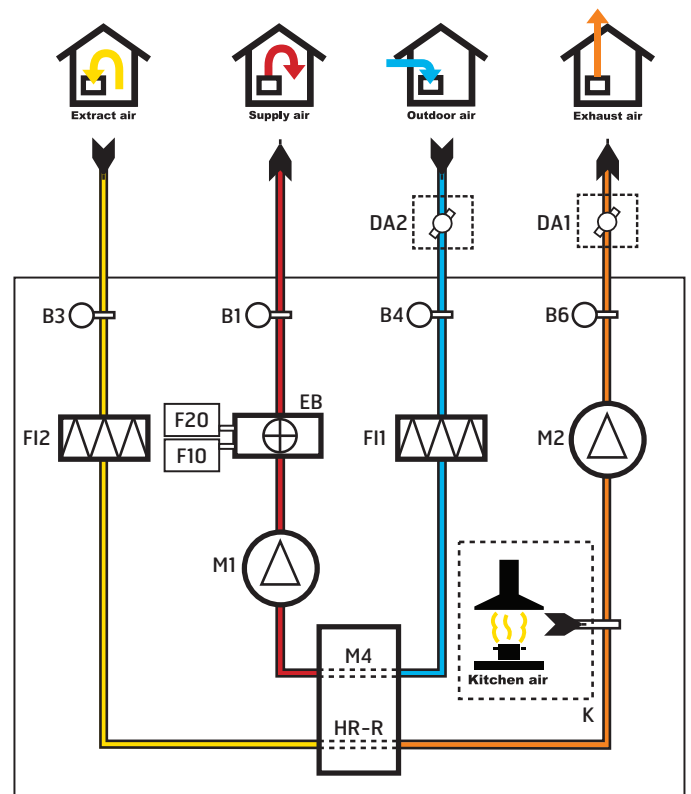 Extract air
Supply air
Outdoor air
Exhaust air
DA2
DA1
B3
B1
B4
B6
EB
F20
FI2
FI1
M2
F10
M1
M4
Kitchen air
K
HR-R